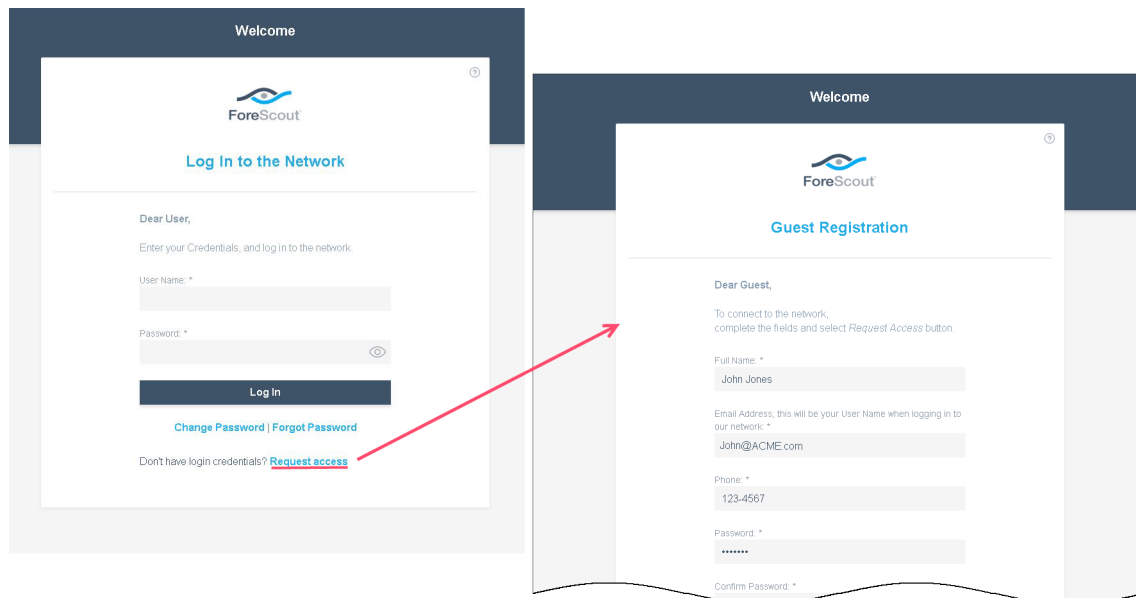 Welcome
ForeScout
Log In to the Network
Dear User,
Enter your Credentials, and log in to the network.
User Name: *
Password: *
Log In
Change Password | Forgot Password
Don't have login credentials? Request access
Welcome
ForeScout
Guest Registration
Dear Guest,
To connect to the network,
complete the fields and select Request Access button.
Full Name: *
John Jones
Email Address; this will be your User Name when logging in to
our network: *
John@ACME.com
Phone: *
123-4567
Password: *
•••••••
Confirm Password: *